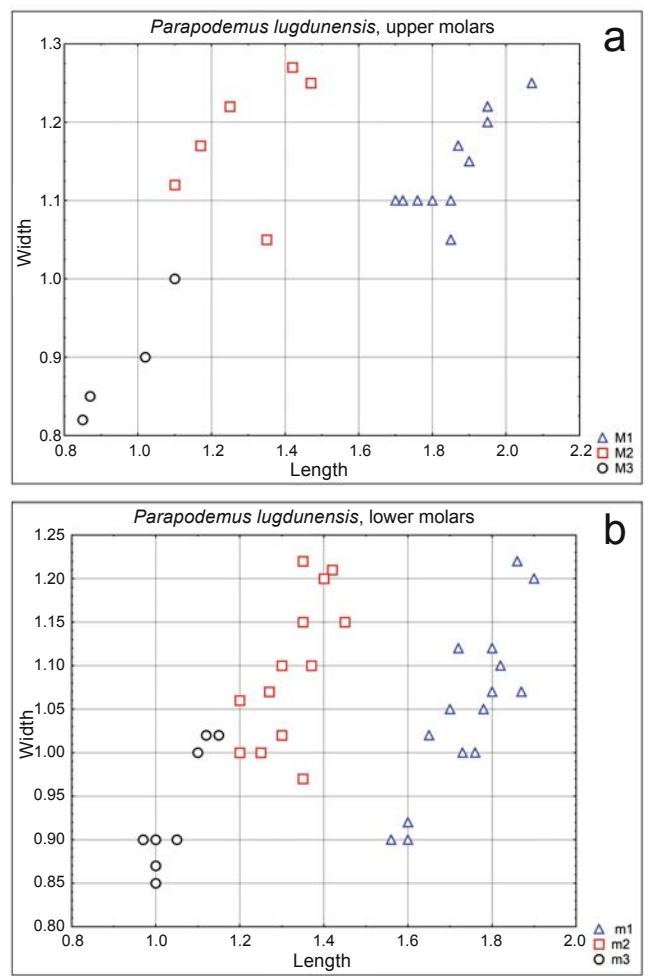 Parapodemus lugdunensis, upper molars
a
1.3
1.2
1.1
1.0
0.9
0.8
Width
0.8 1.0 1.2 1.4 1.6 1.8 2.0 2.2
Length
M1
M2
M3
Parapodemus lugdunensis, lower molars
b
1.25
1.20
1.15
1.10
1.05
1.00
0.95
0.90
0.85
0.80
Width
0.8 1.0 1.2 1.4 1.6 1.8 2.0
Length
m1
m2
m3